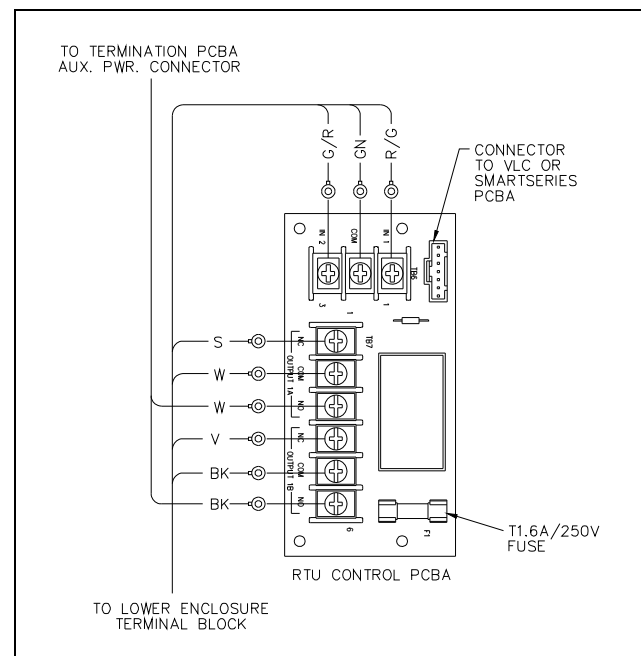 TO TERMINATION PCBA
AUX. PWR. CONNECTOR
G/R
GN
R/G
CONNECTOR
TO VLC OR
SMARTSERIES
PCBA
IN 2
COM
IN 1
TB6
3
1
1
TB7
S
W
W
V
BK
BK
NC
COM
NO
OUTPUT 1A
NC
COM
NO
OUTPUT 1B
6
F1
T1.6A/250V
FUSE
RTU CONTROL PCBA
TO LOWER ENCLOSURE
TERMINAL BLOCK